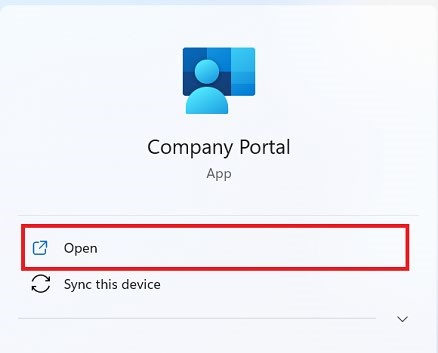 Company Portal
App
Open
Sync this device